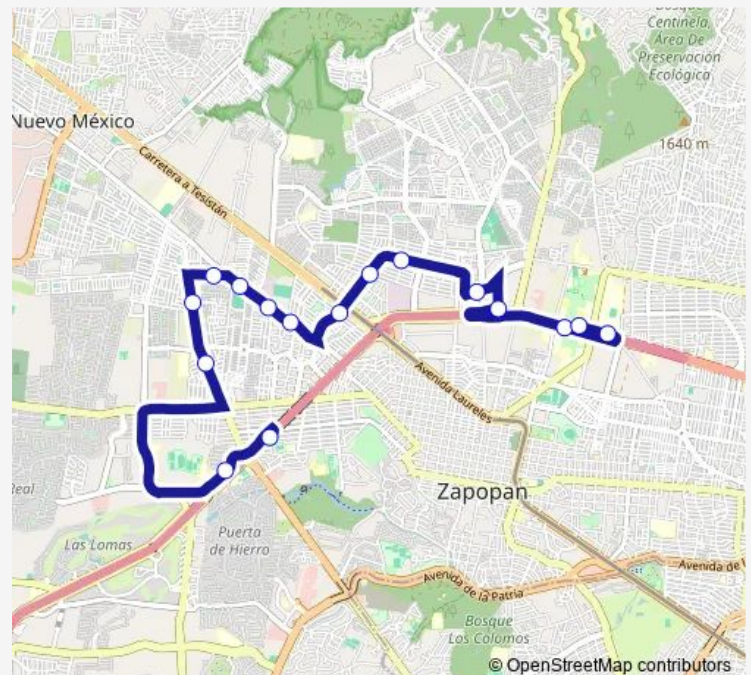 Bosque
Centinela,
Área De
Preservación
Ecológica
1640 m
Nuevo México
Carretera a Tesistán
Avenida Laureles
Real
Zapopan
Las Lomas
Puerta
de Hierro
Avenida de l
Avenida de la Patria
Bosque
Los Colomos
© OpenStreetMap contributors